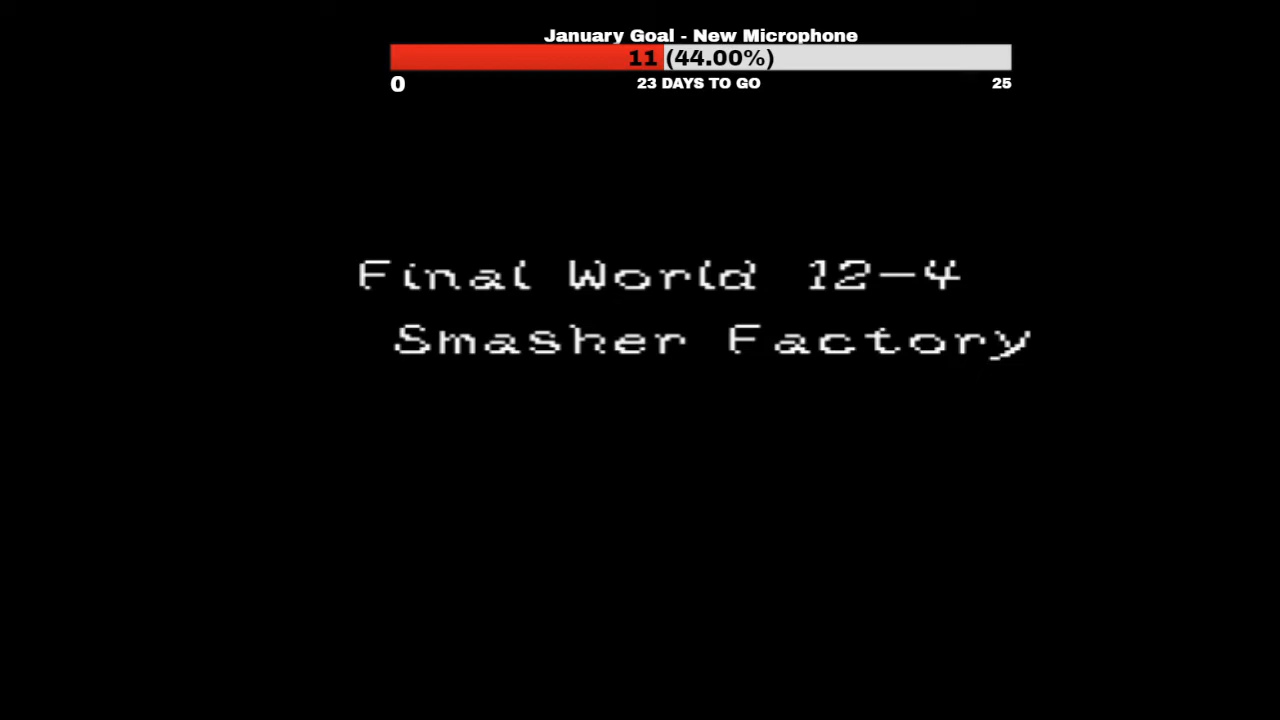 January Goal - New Microphone
11 (44.00%)
0 23 DAYS TO GO 25
Final World 12-4
Smasher Factory